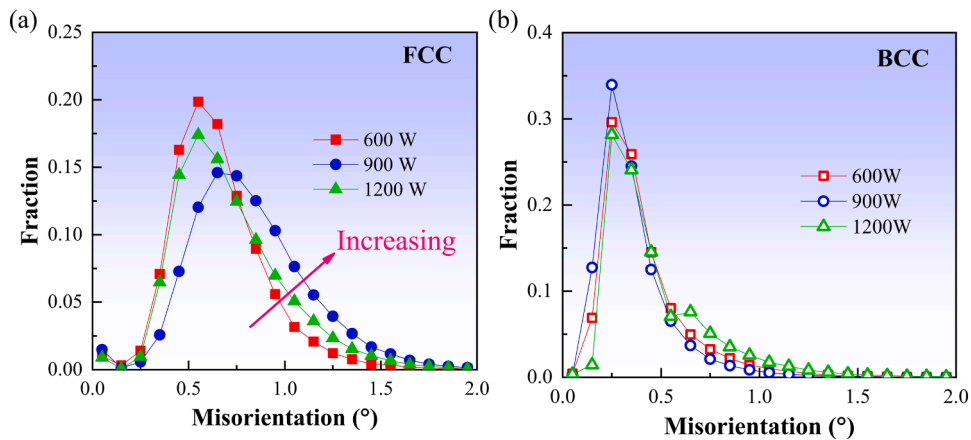 (a)
FCC
0.25
0.20
0.15
0.10
0.05
0.00
Fraction
600 W
900 W
1200 W
Increasing
0.0 0.5 1.0 1.5 2.0
Misorientation (°)
(b)
BCC
0.4
0.3
0.2
0.1
0.0
Fraction
600W
900W
1200W
0.0 0.5 1.0 1.5 2.0
Misorientation (°)